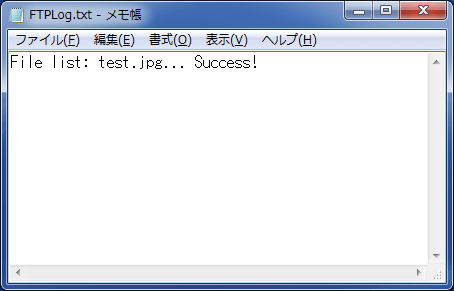 FTPLog.txt - メモ帳
ファイル(F) 編集(E) 書式(O) 表示(V) ヘルプ(H)
File list: test.jpg... Success!